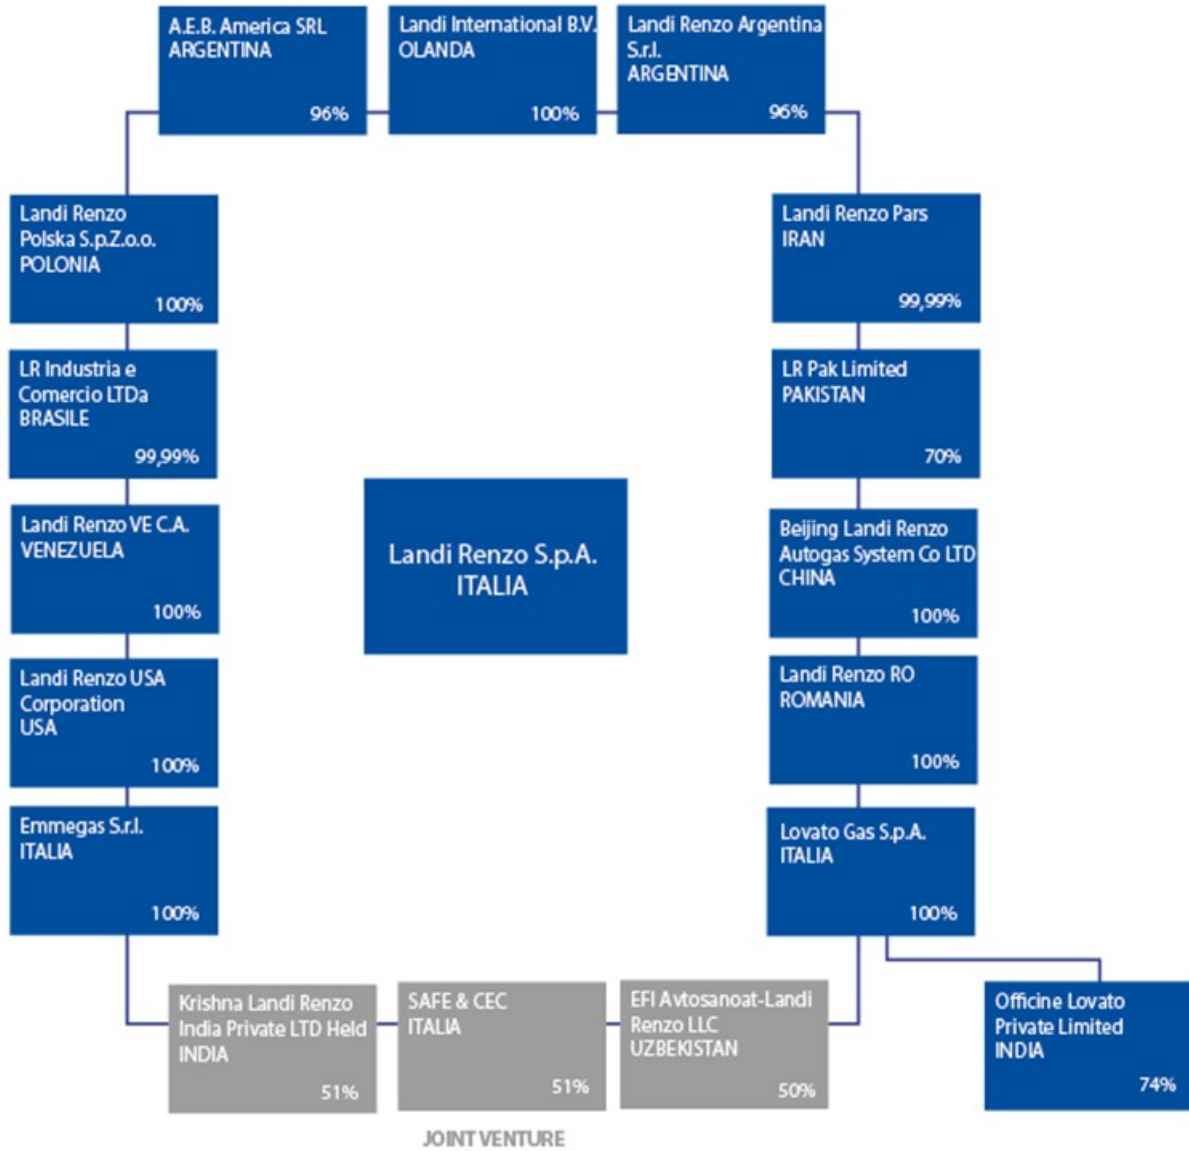 A.E.B. America SRL
ARGENTINA
96%
Landi International B.V.
OLANDA
100%
Landi Renzo Argentina
S.r.l.
ARGENTINA
96%
Landi Renzo
Polska S.p.Z.o.o.
POLONIA
100%
Landi Renzo Pars
IRAN
99,99%
LR Industria e
Comercio LTDa
BRASILE
99,99%
LR Pak Limited
PAKISTAN
70%
Landi Renzo VE C.A.
VENEZUELA
100%
Landi Renzo S.p.A.
ITALIA
Beijing Landi Renzo
Autogas System Co LTD
CHINA
100%
Landi Renzo USA
Corporation
USA
100%
Landi Renzo RO
ROMANIA
100%
Emmegas S.r.l.
ITALIA
100%
Lovato Gas S.p.A.
ITALIA
100%
Krishna Landi Renzo
India Private LTD Held
INDIA
51%
SAFE & CEC
ITALIA
51%
EFI Avtosanoat-Landi
Renzo LLC
UZBEKISTAN
50%
Officine Lovato
Private Limited
INDIA
74%
JOINT VENTURE